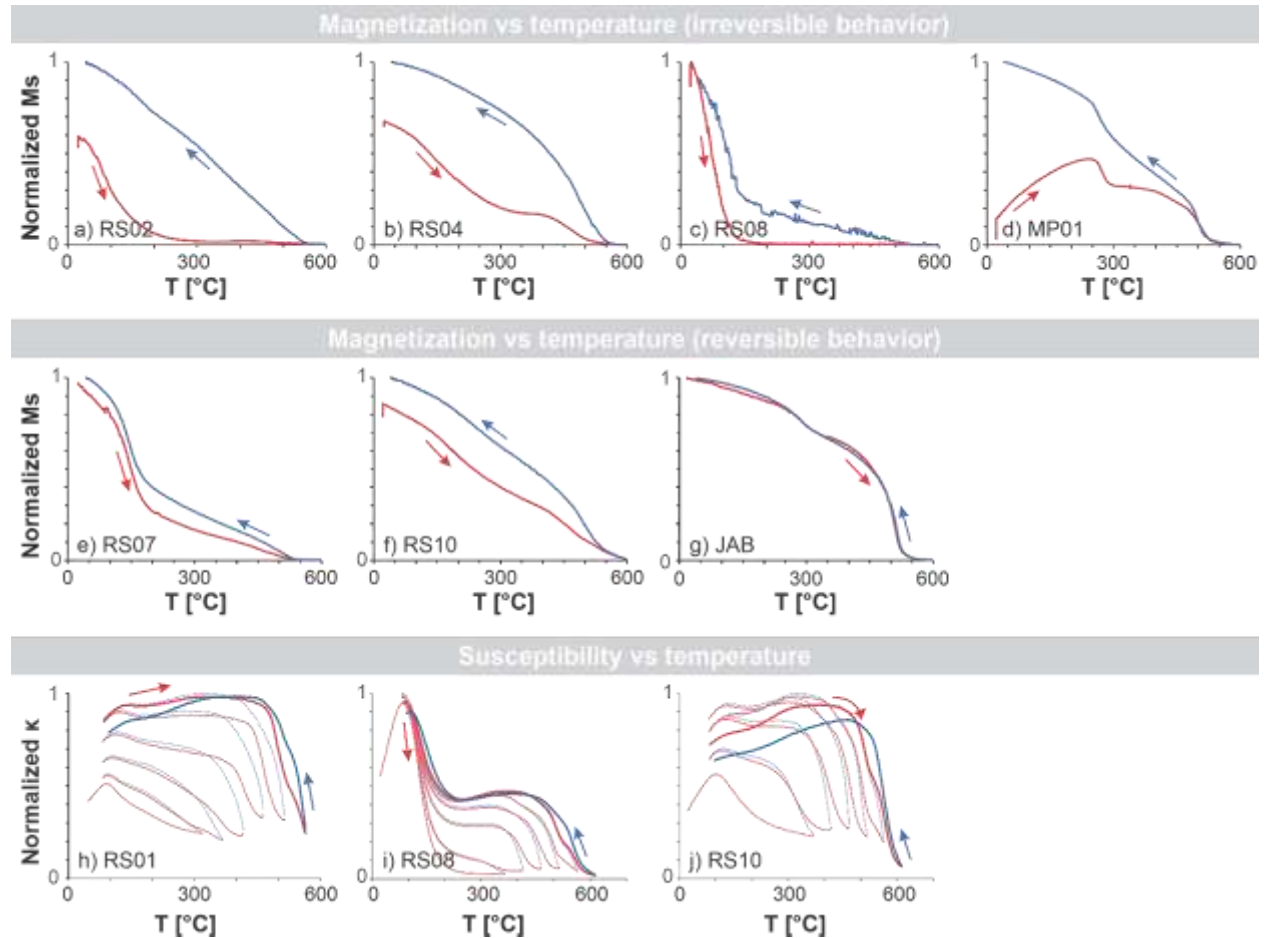 Magnetization vs temperature (irreversible behavior)
Normalized Ms
1
0
a) RS02
0 300 600
T [°C]
1
0
b) RS04
0 300 600
T [°C]
1
0
c) RS08
0 300 600
T [°C]
1
0
d) MP01
0 300 600
T [°C]
Magnetization vs temperature (reversible behavior)
Normalized Ms
1
0
e) RS07
0 300 600
T [°C]
1
0
f) RS10
0 300 600
T [°C]
1
0
g) JAB
0 300 600
T [°C]
Susceptibility vs temperature
Normalized κ
1
0
h) RS01
0 300 600
T [°C]
1
0
i) RS08
0 300 600
T [°C]
1
0
j) RS10
0 300 600
T [°C]